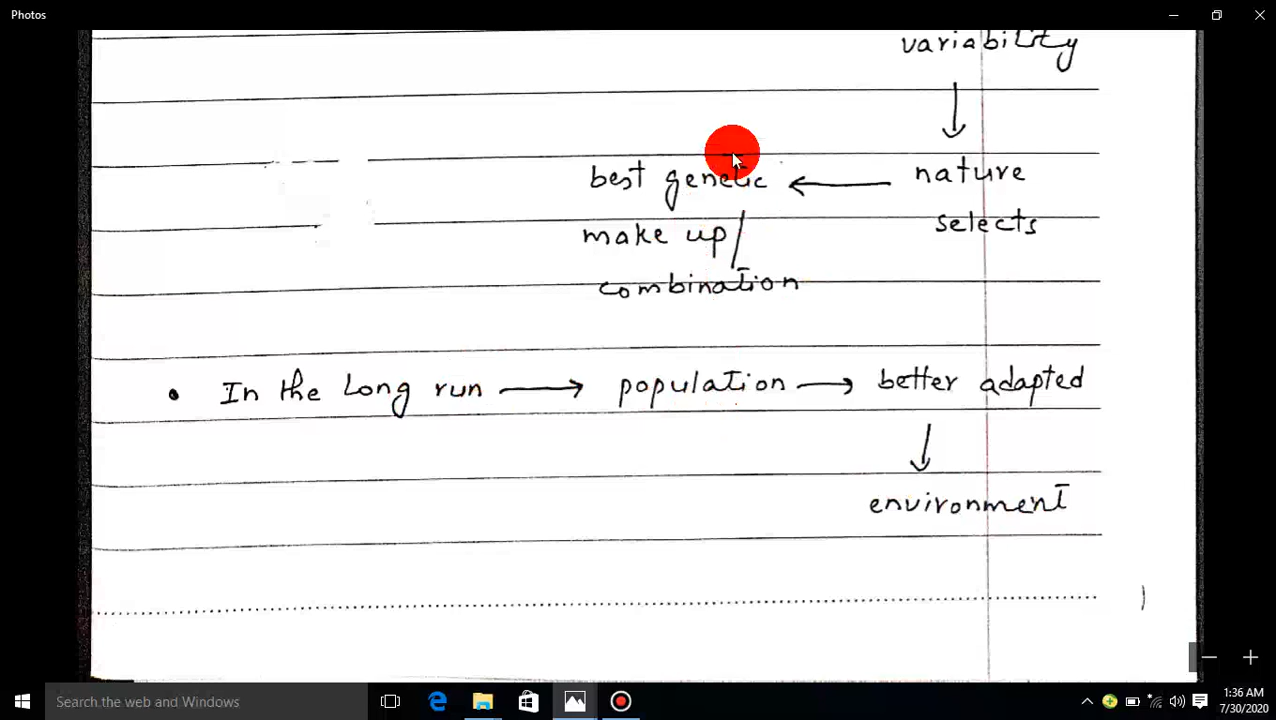 Photos
variability
best genetic ← nature
make up / selects
combination
• In the Long run → population → better adapted
environment
Search the web and Windows
1:36 AM
7/30/2020